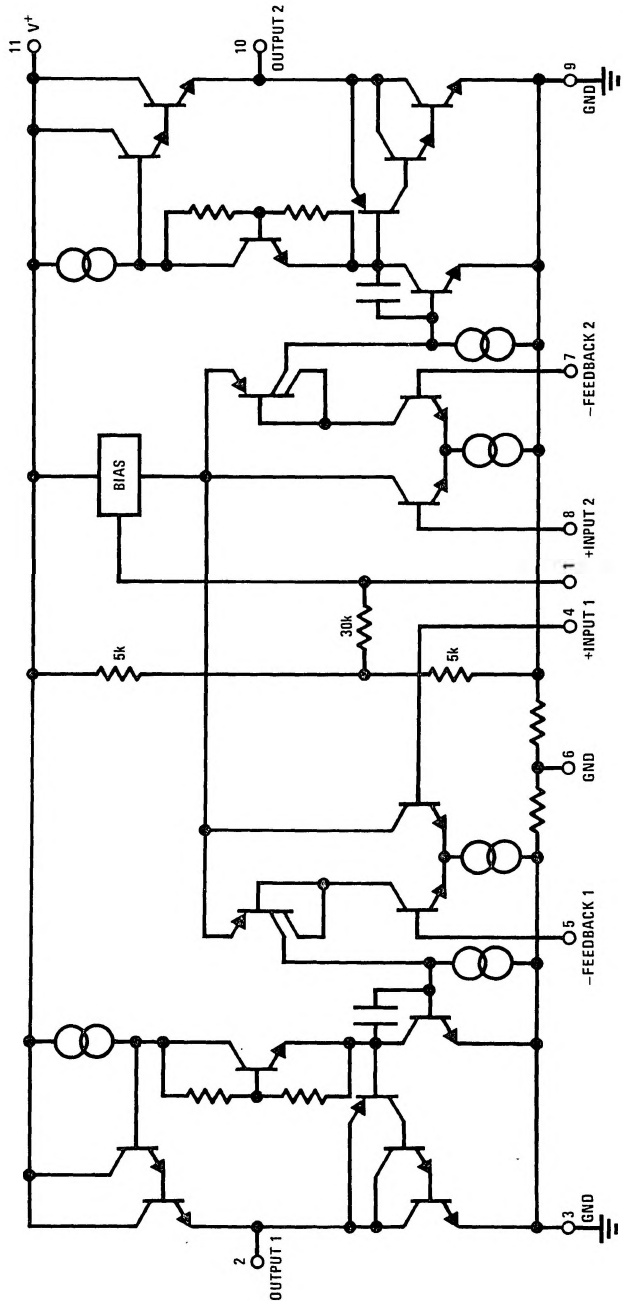 11 V+
10
OUTPUT 2
9
GND
BIAS
7
−FEEDBACK 2
8
+INPUT 2
1
4
+INPUT 1
5k
30k
5k
6
GND
5
−FEEDBACK 1
2
OUTPUT 1
3
GND